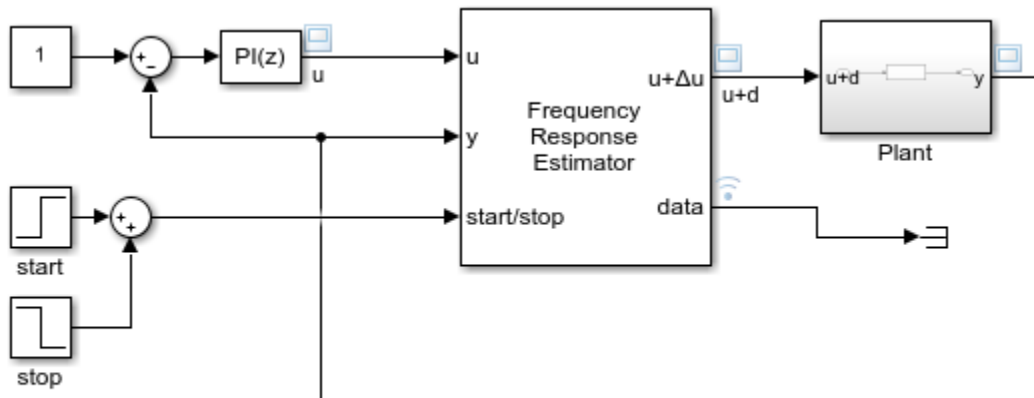 1
+
−
PI(z)
u
u
y
start/stop
Frequency
Response
Estimator
u+Δu
data
u+d
u+d
y
Plant
+
+
start
stop